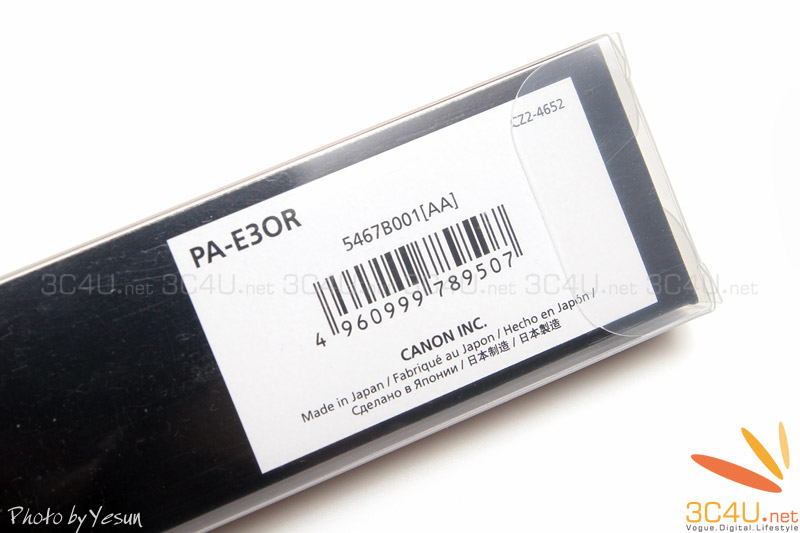 CZ2-4652
PA-E3OR
5467B001[AA]
4 960999 789507
CANON INC.
Made in Japan / Fabriqué au Japon / Hecho en Japón /
Сделано в Японии / 日本制造 / 日本製造
3C4U.net 3C4U.net 3C4U.net 3C4U.net 3C4U.net 3C4U.net
Photo by Yesun
3C4U.net
Vogue.Digital.Lifestyle